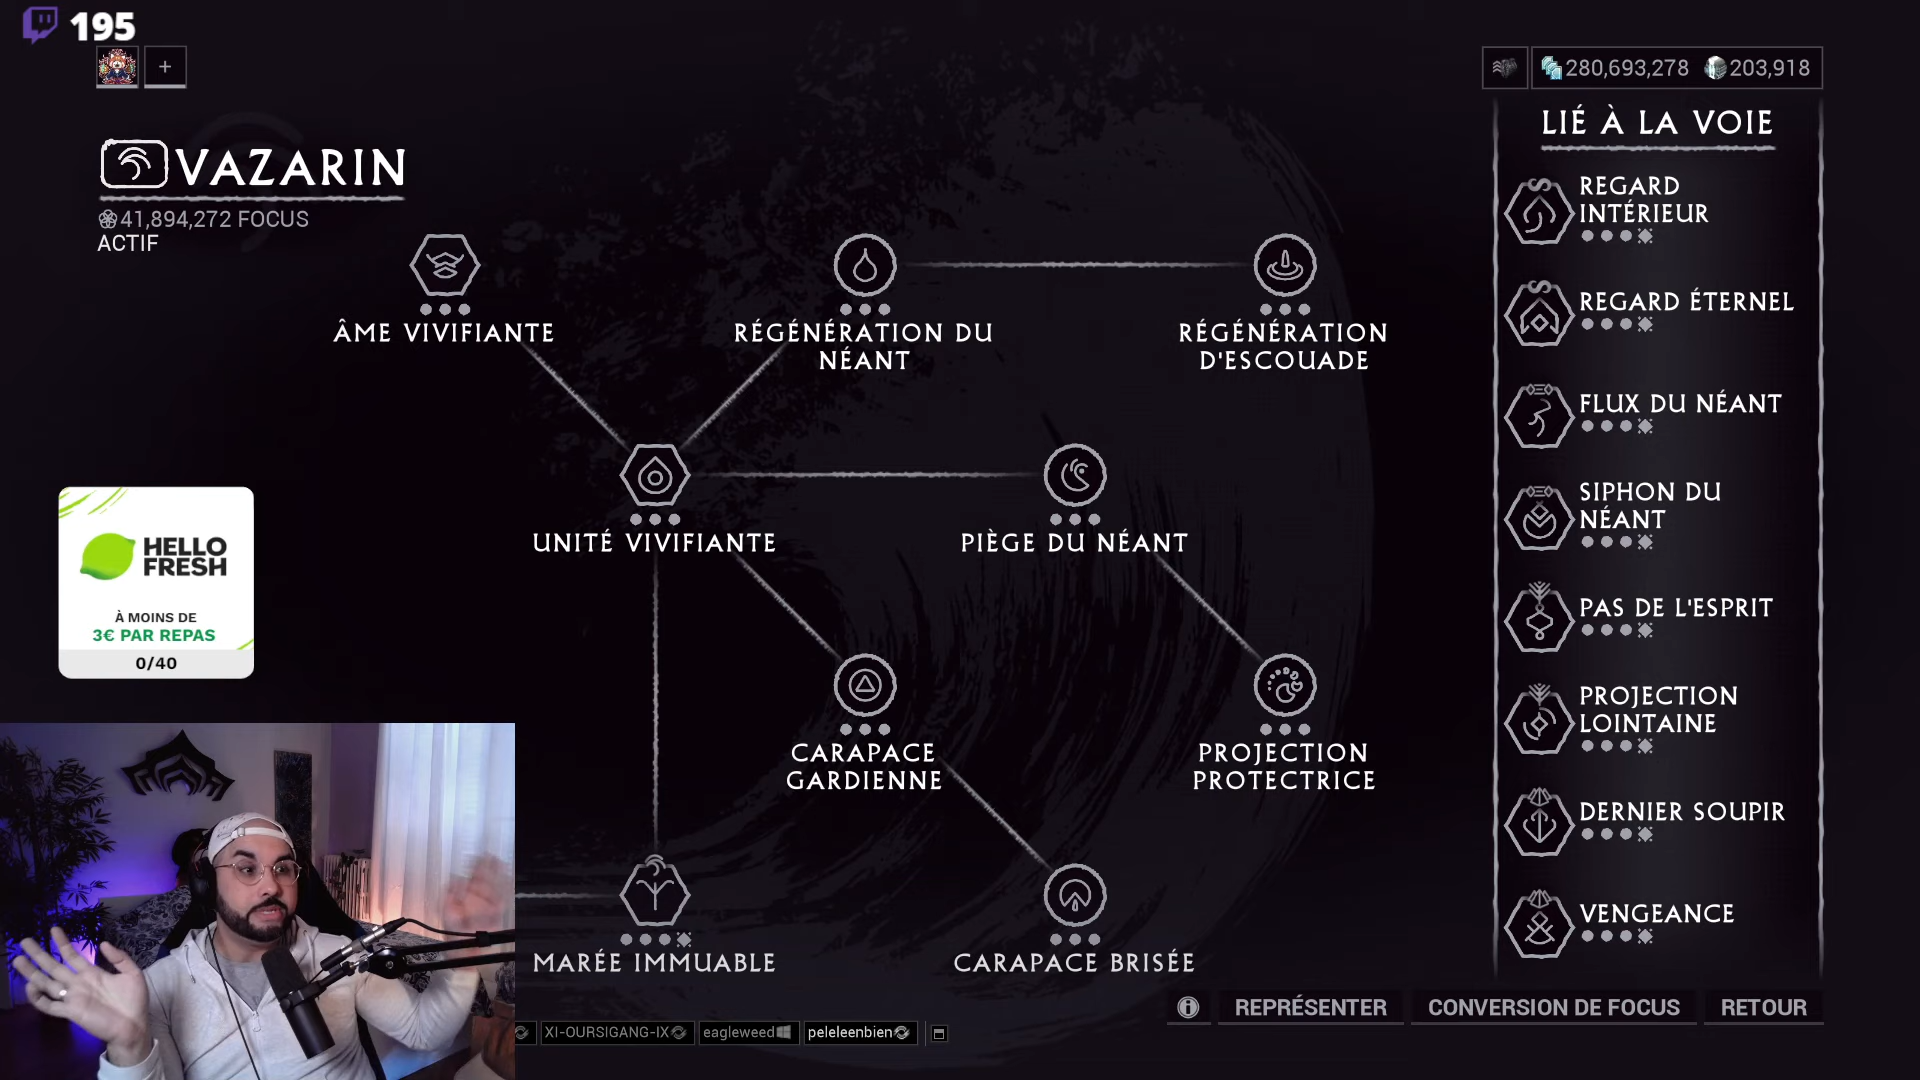 195
+
280,693,278 203,918
VAZARIN
41,894,272 FOCUS
ACTIF
ÂME VIVIFIANTE
RÉGÉNÉRATION DU
NÉANT
RÉGÉNÉRATION
D'ESCOUADE
UNITÉ VIVIFIANTE
PIÈGE DU NÉANT
CARAPACE
GARDIENNE
PROJECTION
PROTECTRICE
MARÉE IMMUABLE
CARAPACE BRISÉE
LIÉ À LA VOIE
REGARD
INTÉRIEUR
REGARD ÉTERNEL
FLUX DU NÉANT
SIPHON DU
NÉANT
PAS DE L'ESPRIT
PROJECTION
LOINTAINE
DERNIER SOUPIR
VENGEANCE
HELLO
FRESH
À MOINS DE
3€ PAR REPAS
0/40
XI-OURSIGANG-IX eagleweed peleleenbien
REPRÉSENTER CONVERSION DE FOCUS RETOUR